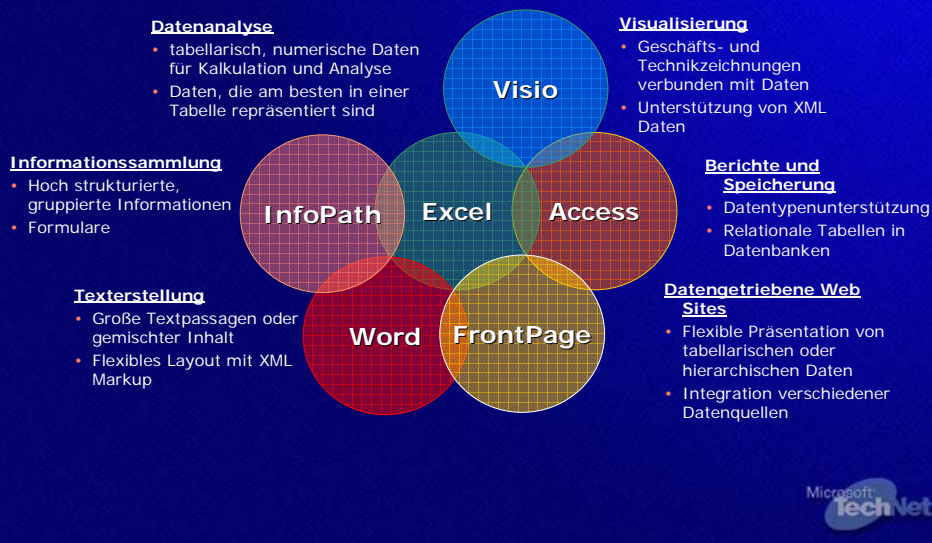 Datenanalyse
• tabellarisch, numerische Daten
für Kalkulation und Analyse
• Daten, die am besten in einer
Tabelle repräsentiert sind
Visualisierung
• Geschäfts- und
Technikzeichnungen
verbunden mit Daten
• Unterstützung von XML
Daten
Visio
Informationssammlung
• Hoch strukturierte,
gruppierte Informationen
• Formulare
InfoPath
Excel
Access
Berichte und
Speicherung
• Datentypenunterstützung
• Relationale Tabellen in
Datenbanken
Texterstellung
• Große Textpassagen oder
gemischter Inhalt
• Flexibles Layout mit XML
Markup
Word
FrontPage
Datengetriebene Web
Sites
• Flexible Präsentation von
tabellarischen oder
hierarchischen Daten
• Integration verschiedener
Datenquellen
Microsoft
TechNet